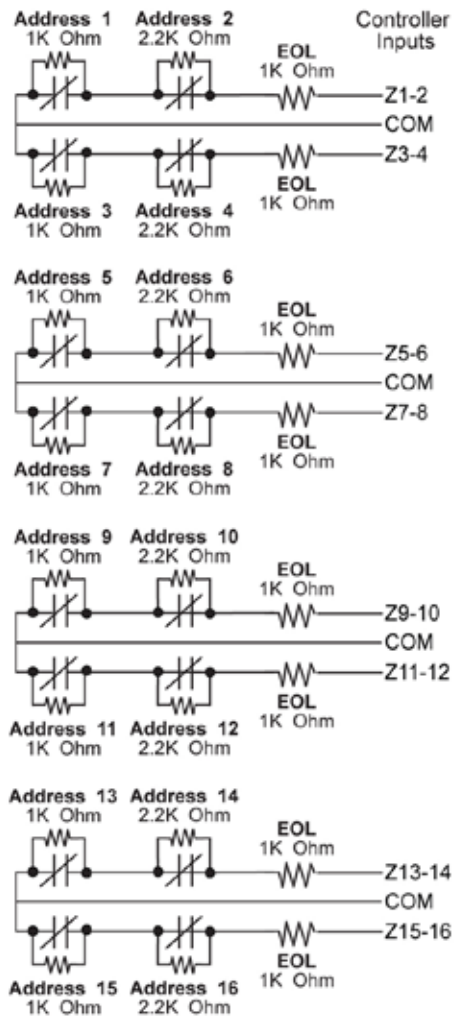 Controller
Inputs
Address 1 Address 2
1K Ohm 2.2K Ohm
EOL
1K Ohm
Z1-2
COM
Z3-4
Address 3 Address 4
1K Ohm 2.2K Ohm
EOL
1K Ohm
Address 5 Address 6
1K Ohm 2.2K Ohm
EOL
1K Ohm
Z5-6
COM
Z7-8
Address 7 Address 8
1K Ohm 2.2K Ohm
EOL
1K Ohm
Address 9 Address 10
1K Ohm 2.2K Ohm
EOL
1K Ohm
Z9-10
COM
Z11-12
Address 11 Address 12
1K Ohm 2.2K Ohm
EOL
1K Ohm
Address 13 Address 14
1K Ohm 2.2K Ohm
EOL
1K Ohm
Z13-14
COM
Z15-16
Address 15 Address 16
1K Ohm 2.2K Ohm
EOL
1K Ohm